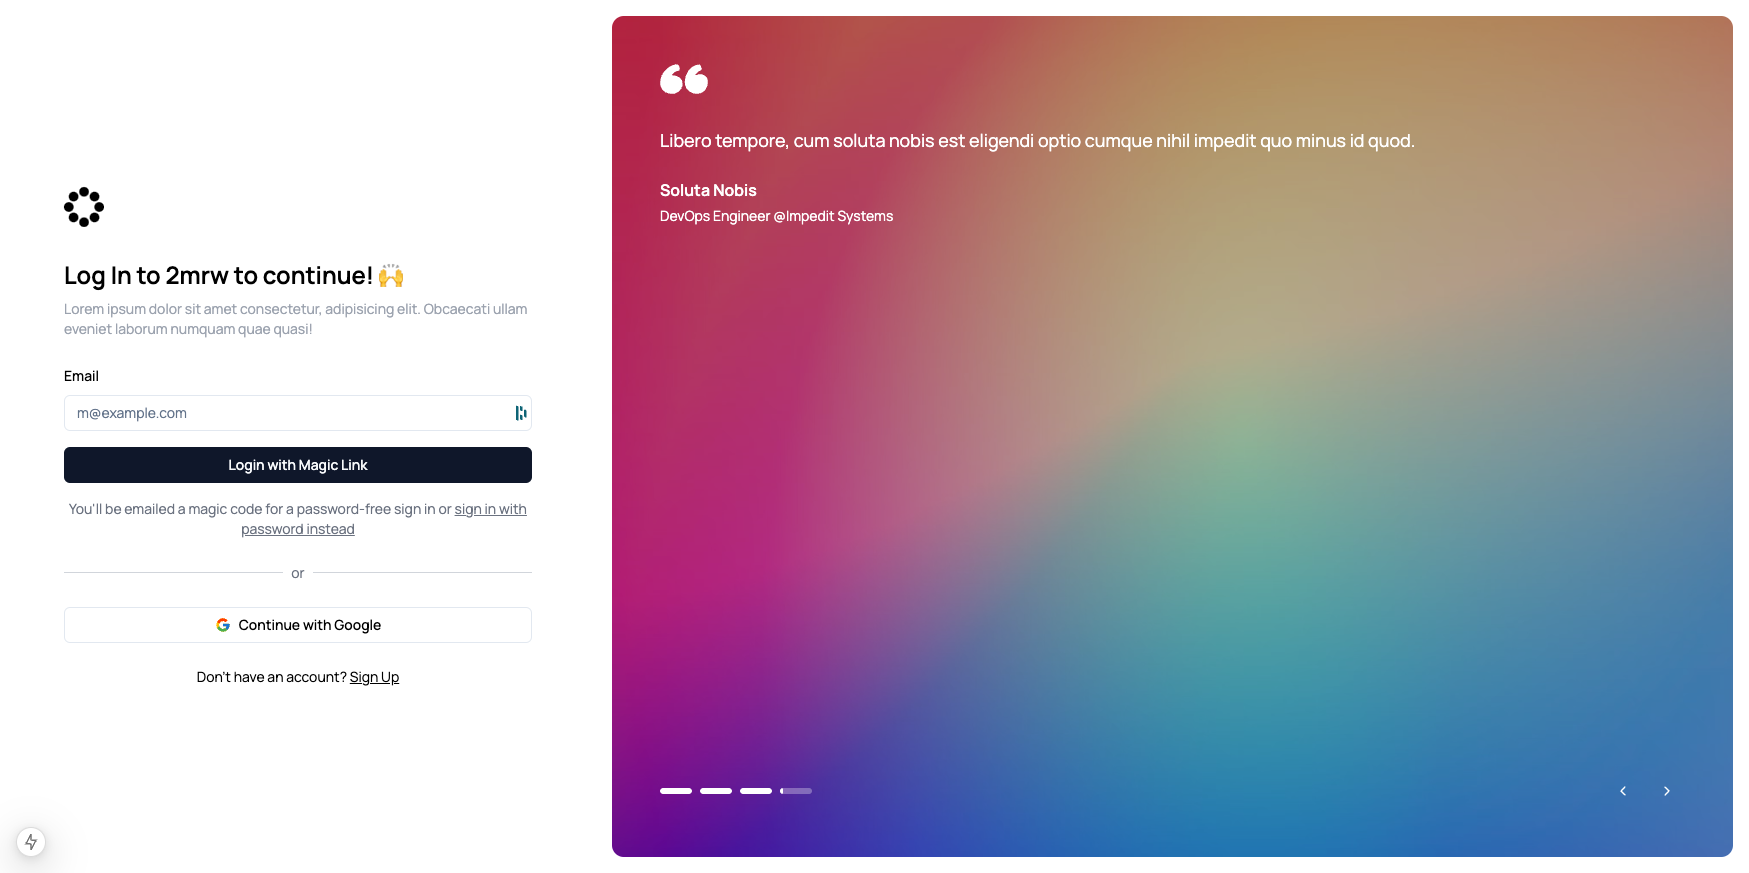 Log In to 2mrw to continue! 🙌
Lorem ipsum dolor sit amet consectetur, adipisicing elit. Obcaecati ullam
eveniet laborum numquam quae quasi!
Email
m@example.com
Login with Magic Link
You'll be emailed a magic code for a password-free sign in or sign in with
password instead
or
Continue with Google
Don't have an account? Sign Up
Libero tempore, cum soluta nobis est eligendi optio cumque nihil impedit quo minus id quod.
Soluta Nobis
DevOps Engineer @Impedit Systems